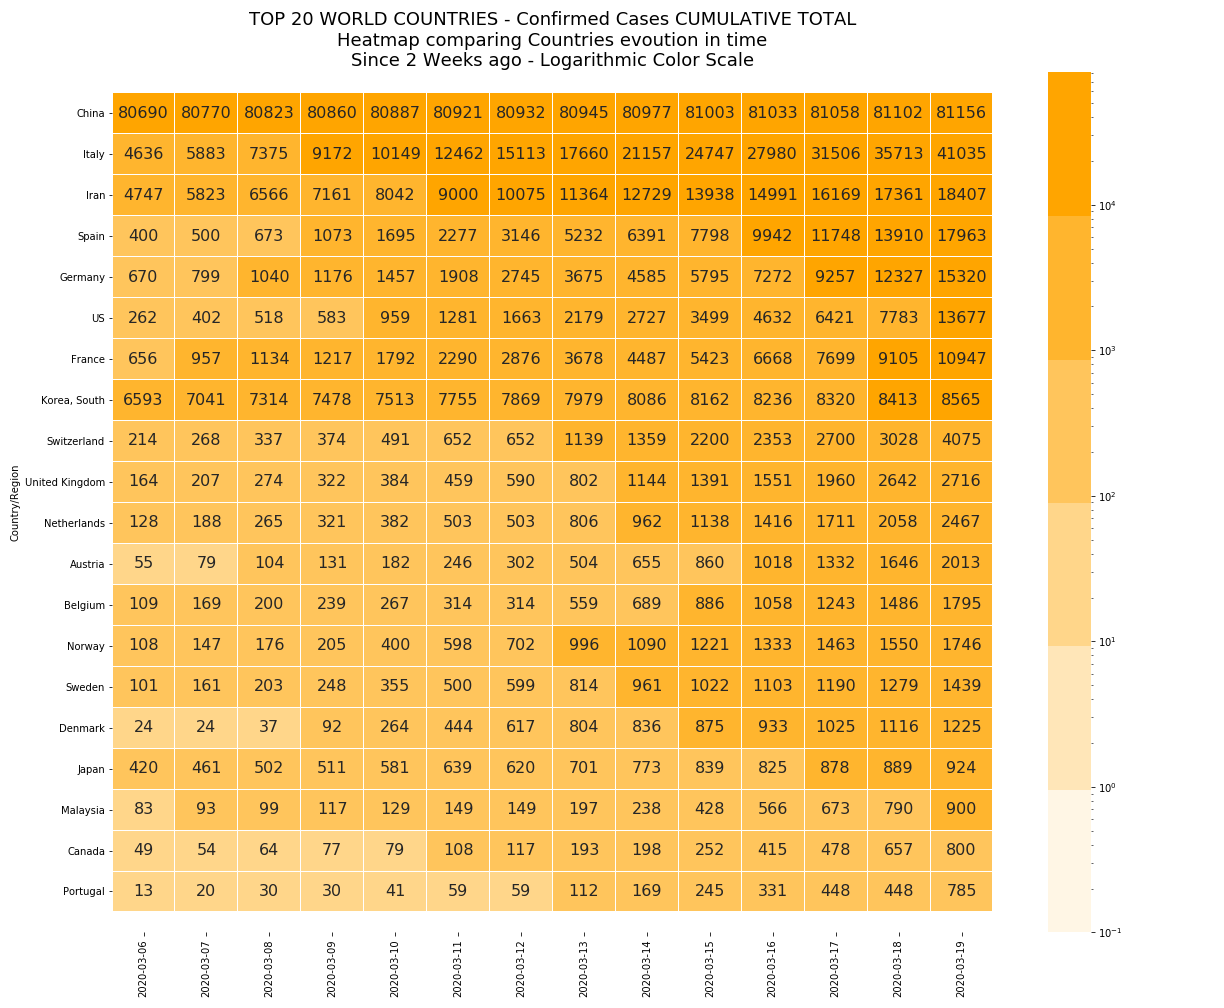 TOP 20 WORLD COUNTRIES - Confirmed Cases CUMULATIVE TOTAL
Heatmap comparing Countries evoution in time
Since 2 Weeks ago - Logarithmic Color Scale
Country/Region
China 80690 80770 80823 80860 80887 80921 80932 80945 80977 81003 81033 81058 81102 81156
Italy 4636 5883 7375 9172 10149 12462 15113 17660 21157 24747 27980 31506 35713 41035
Iran 4747 5823 6566 7161 8042 9000 10075 11364 12729 13938 14991 16169 17361 18407
Spain 400 500 673 1073 1695 2277 3146 5232 6391 7798 9942 11748 13910 17963
Germany 670 799 1040 1176 1457 1908 2745 3675 4585 5795 7272 9257 12327 15320
US 262 402 518 583 959 1281 1663 2179 2727 3499 4632 6421 7783 13677
France 656 957 1134 1217 1792 2290 2876 3678 4487 5423 6668 7699 9105 10947
Korea, South 6593 7041 7314 7478 7513 7755 7869 7979 8086 8162 8236 8320 8413 8565
Switzerland 214 268 337 374 491 652 652 1139 1359 2200 2353 2700 3028 4075
United Kingdom 164 207 274 322 384 459 590 802 1144 1391 1551 1960 2642 2716
Netherlands 128 188 265 321 382 503 503 806 962 1138 1416 1711 2058 2467
Austria 55 79 104 131 182 246 302 504 655 860 1018 1332 1646 2013
Belgium 109 169 200 239 267 314 314 559 689 886 1058 1243 1486 1795
Norway 108 147 176 205 400 598 702 996 1090 1221 1333 1463 1550 1746
Sweden 101 161 203 248 355 500 599 814 961 1022 1103 1190 1279 1439
Denmark 24 24 37 92 264 444 617 804 836 875 933 1025 1116 1225
Japan 420 461 502 511 581 639 620 701 773 839 825 878 889 924
Malaysia 83 93 99 117 129 149 149 197 238 428 566 673 790 900
Canada 49 54 64 77 79 108 117 193 198 252 415 478 657 800
Portugal 13 20 30 30 41 59 59 112 169 245 331 448 448 785
2020-03-06 2020-03-07 2020-03-08 2020-03-09 2020-03-10 2020-03-11 2020-03-12 2020-03-13 2020-03-14 2020-03-15 2020-03-16 2020-03-17 2020-03-18 2020-03-19
10⁴
10³
10²
10¹
10⁰
10⁻¹